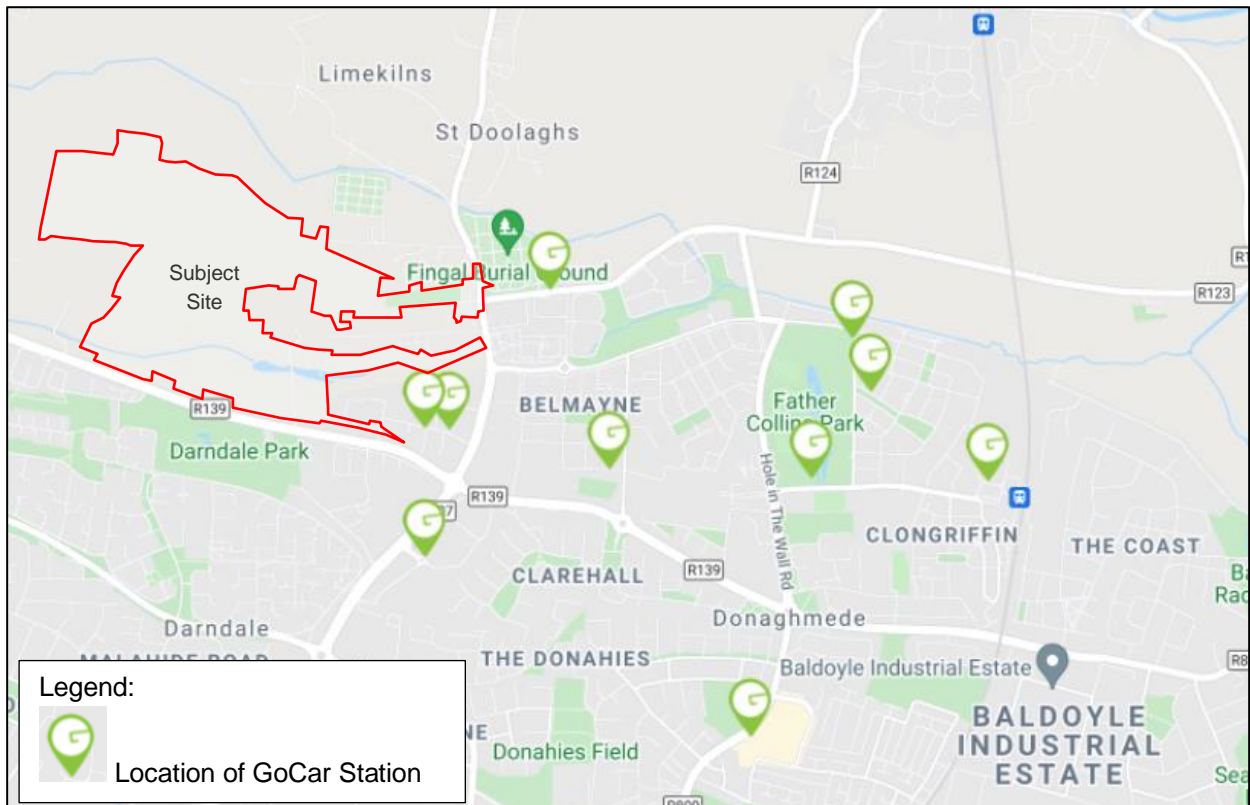 Limekilns
St Doolaghs
R124
Subject
Site
Fingal Burial Ground
R123
R139
Darndale Park
BELMAYNE
Father
Collins Park
Hole in The Wall Rd
R139
CLONGRIFFIN
THE COAST
CLAREHALL
R139
Darndale
Donaghmede
THE DONAHIES
Baldoyle Industrial Estate
BALDOYLE
INDUSTRIAL
ESTATE
Donahies Field
Legend:
Location of GoCar Station